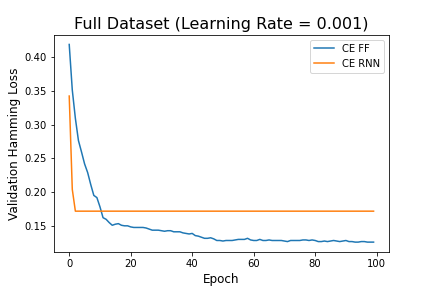 Full Dataset (Learning Rate = 0.001)
CE FF
CE RNN
Validation Hamming Loss
0.40
0.35
0.30
0.25
0.20
0.15
0
20
40
60
80
100
Epoch